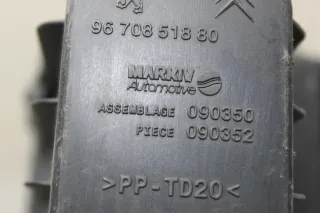 96 708 518 80
MARKIV
Automotive
ASSEMBLAGE 090350
PIECE 090352
>PP-TD20<